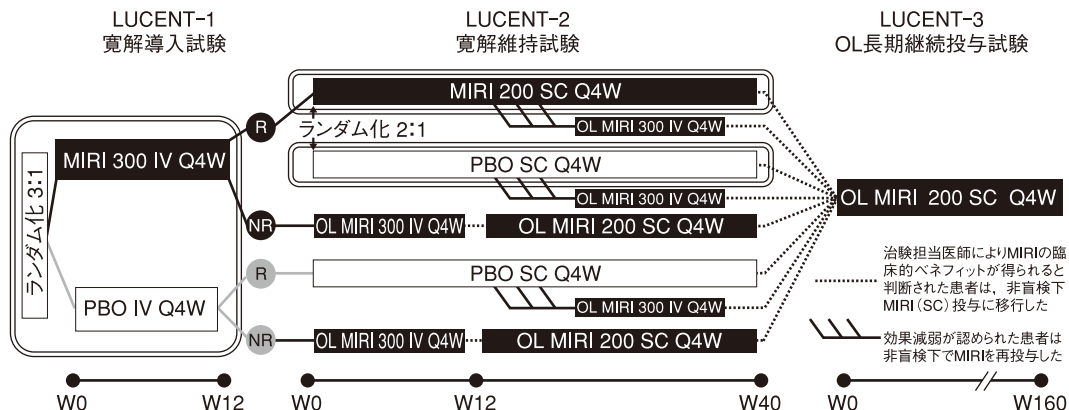 LUCENT-1
寛解導入試験
LUCENT-2
寛解維持試験
LUCENT-3
OL長期継続投与試験
ランダム化 3:1
MIRI 300 IV Q4W
PBO IV Q4W
R
NR
R
NR
MIRI 200 SC Q4W
OL MIRI 300 IV Q4W
ランダム化 2:1
PBO SC Q4W
OL MIRI 300 IV Q4W
OL MIRI 300 IV Q4W
OL MIRI 200 SC Q4W
PBO SC Q4W
OL MIRI 300 IV Q4W
OL MIRI 300 IV Q4W
OL MIRI 200 SC Q4W
OL MIRI 200 SC Q4W
治験担当医師によりMIRIの臨
床的ベネフィットが得られると
判断された患者は,非盲検下
MIRI(SC)投与に移行した
効果減弱が認められた患者は
非盲検下でMIRIを再投与した
W0
W12
W0
W12
W40
W0
W160